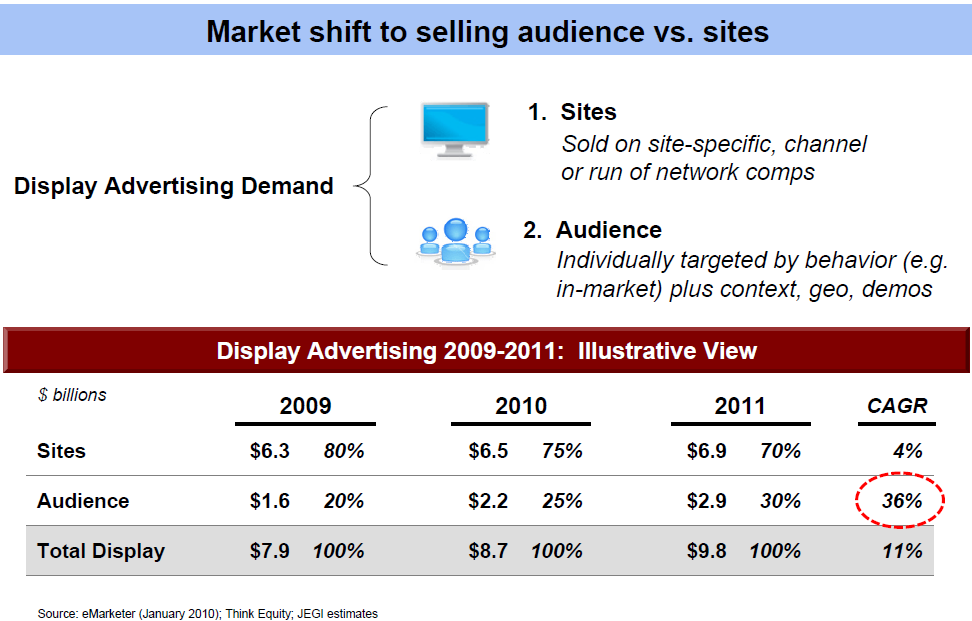 Market shift to selling audience vs. sites
Display Advertising Demand
1. Sites
Sold on site-specific, channel
or run of network comps
2. Audience
Individually targeted by behavior (e.g.
in-market) plus context, geo, demos
Display Advertising 2009-2011: Illustrative View
$ billions
2009 2010 2011 CAGR
Sites $6.3 80% $6.5 75% $6.9 70% 4%
Audience $1.6 20% $2.2 25% $2.9 30% 36%
Total Display $7.9 100% $8.7 100% $9.8 100% 11%
Source: eMarketer (January 2010); Think Equity; JEGI estimates